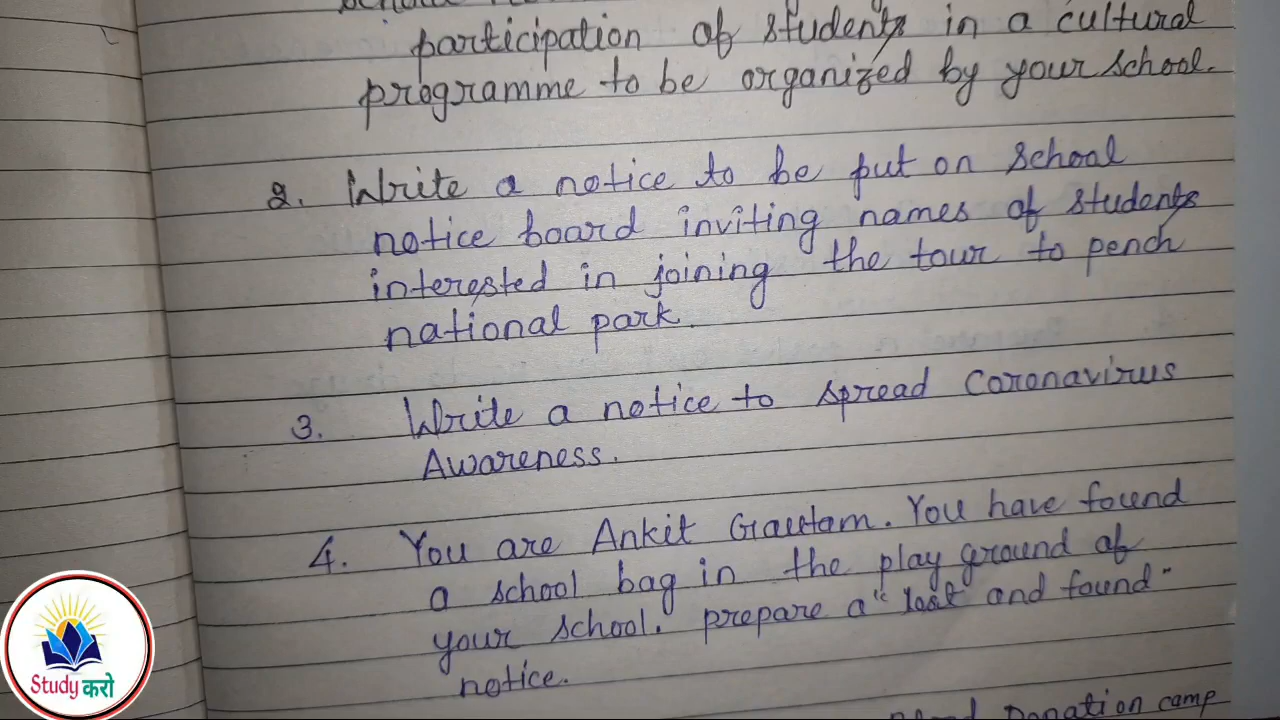 participation of students in a cultural
programme to be organized by your school.
2. Write a notice to be put on school
notice board inviting names of students
interested in joining the tour to pench
national park.
3. Write a notice to spread Coronavirus
Awareness.
4. You are Ankit Gautam. You have found
a school bag in the play ground of
your school. prepare a "lost and found"
notice.
Donation camp
Study करो